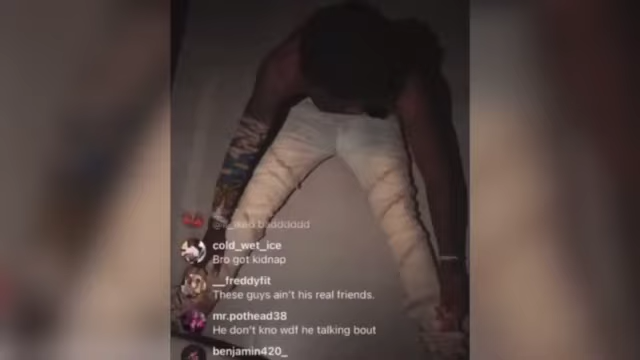 baddddddd
cold_wet_ice
Bro got kidnap
__freddyfit
These guys ain't his real friends.
mr.pothead38
He don't kno wdf he talking bout
benjamin420_